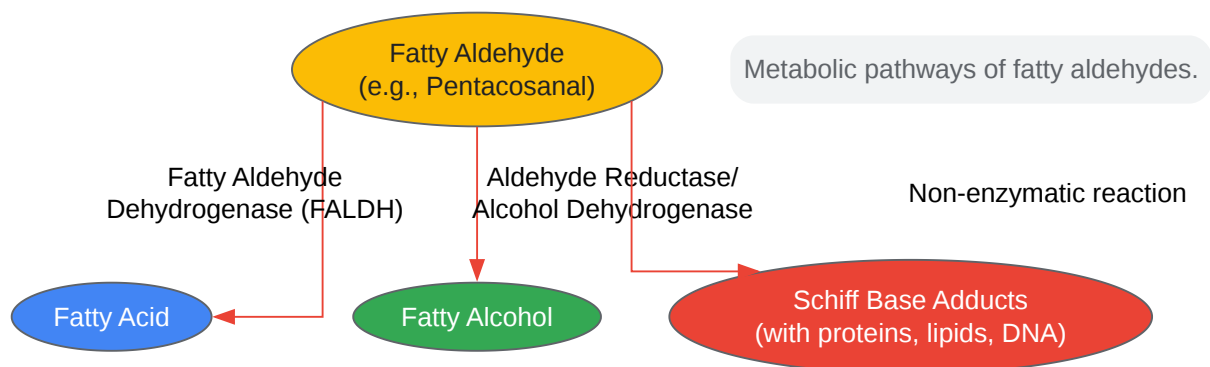 Fatty Aldehyde
(e.g., Pentacosanal)
Metabolic pathways of fatty aldehydes.
Fatty Aldehyde
Dehydrogenase (FALDH)
Aldehyde Reductase/
Alcohol Dehydrogenase
Non-enzymatic reaction
Fatty Acid
Fatty Alcohol
Schiff Base Adducts
(with proteins, lipids, DNA)